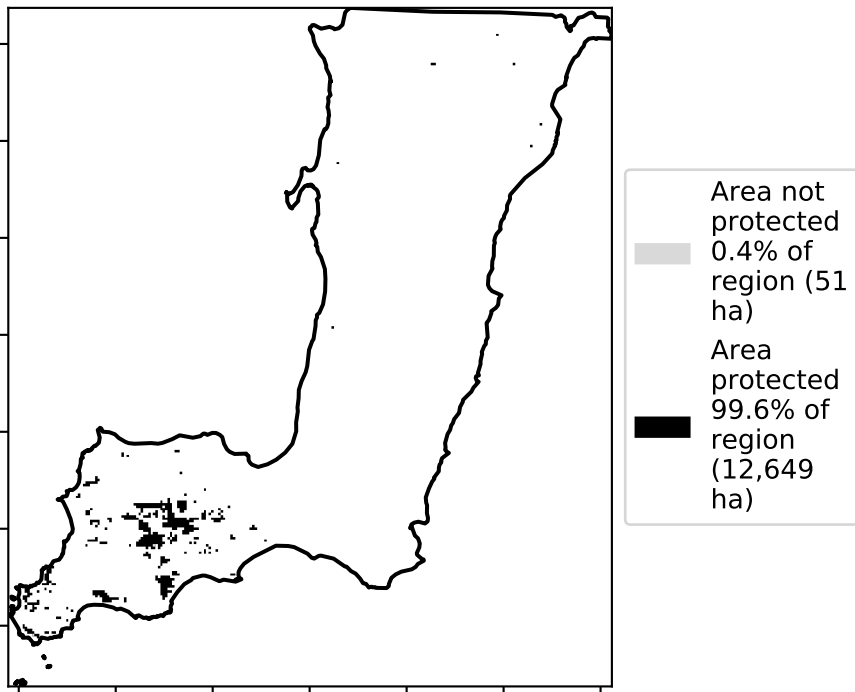 Area not
protected
0.4% of
region (51
ha)
Area
protected
99.6% of
region
(12,649
ha)